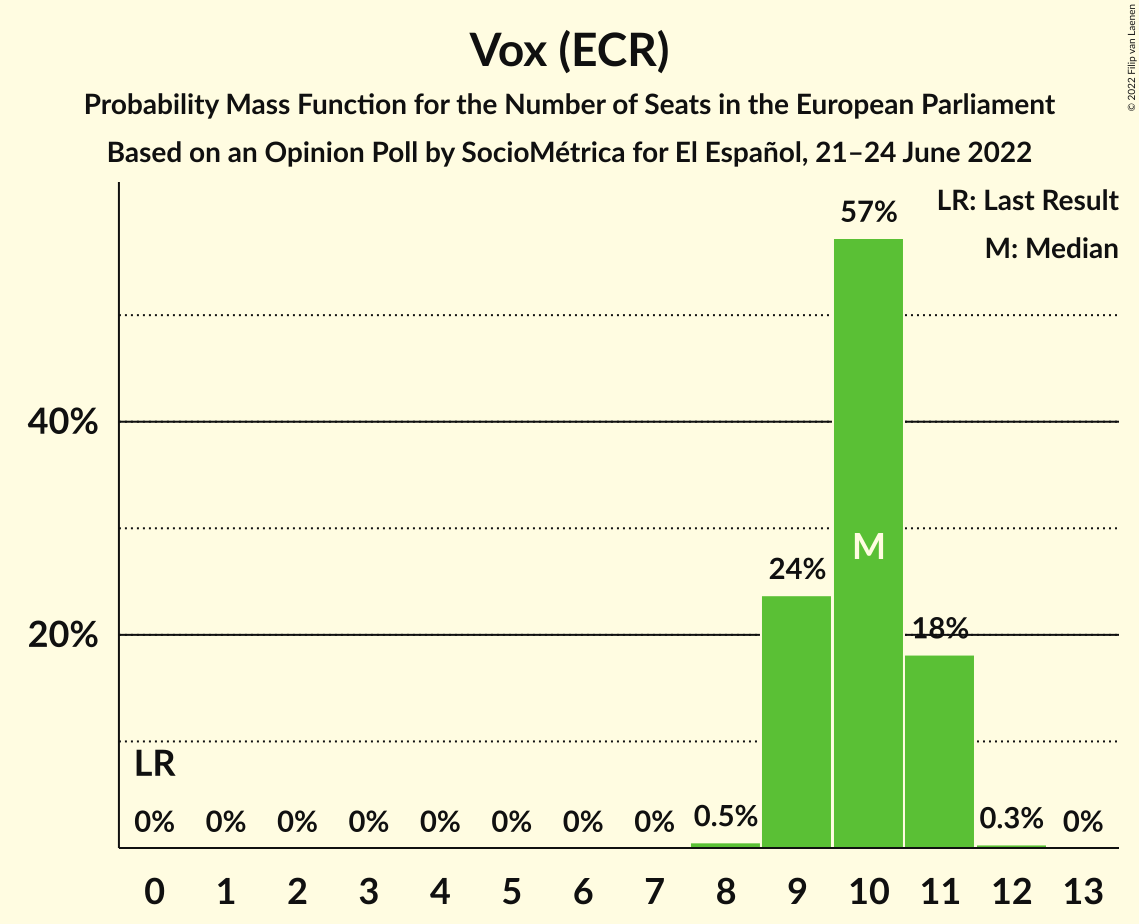 © 2022 Filip van Laenen
Vox (ECR)
Probability Mass Function for the Number of Seats in the European Parliament
Based on an Opinion Poll by SocioMétrica for El Español, 21–24 June 2022
LR: Last Result
M: Median
57%
40%
M
24%
20%
18%
LR
0% 0% 0% 0% 0% 0% 0% 0% 0.5% 0.3% 0%
0 1 2 3 4 5 6 7 8 9 10 11 12 13